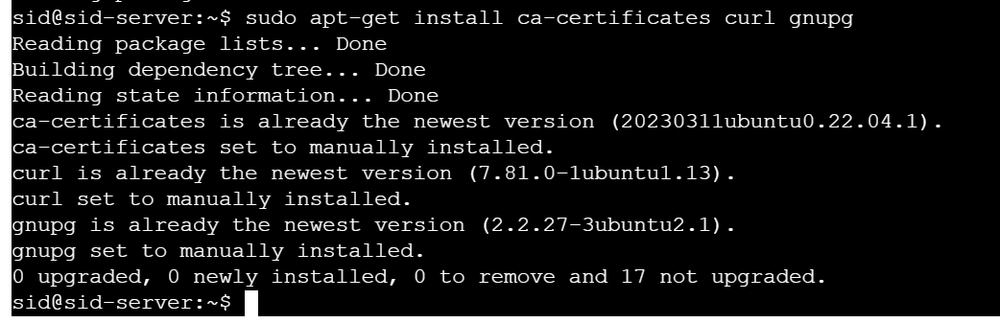 sid@sid-server:~$ sudo apt-get install ca-certificates curl gnupg
Reading package lists... Done
Building dependency tree... Done
Reading state information... Done
ca-certificates is already the newest version (20230311ubuntu0.22.04.1).
ca-certificates set to manually installed.
curl is already the newest version (7.81.0-1ubuntu1.13).
curl set to manually installed.
gnupg is already the newest version (2.2.27-3ubuntu2.1).
gnupg set to manually installed.
0 upgraded, 0 newly installed, 0 to remove and 17 not upgraded.
sid@sid-server:~$